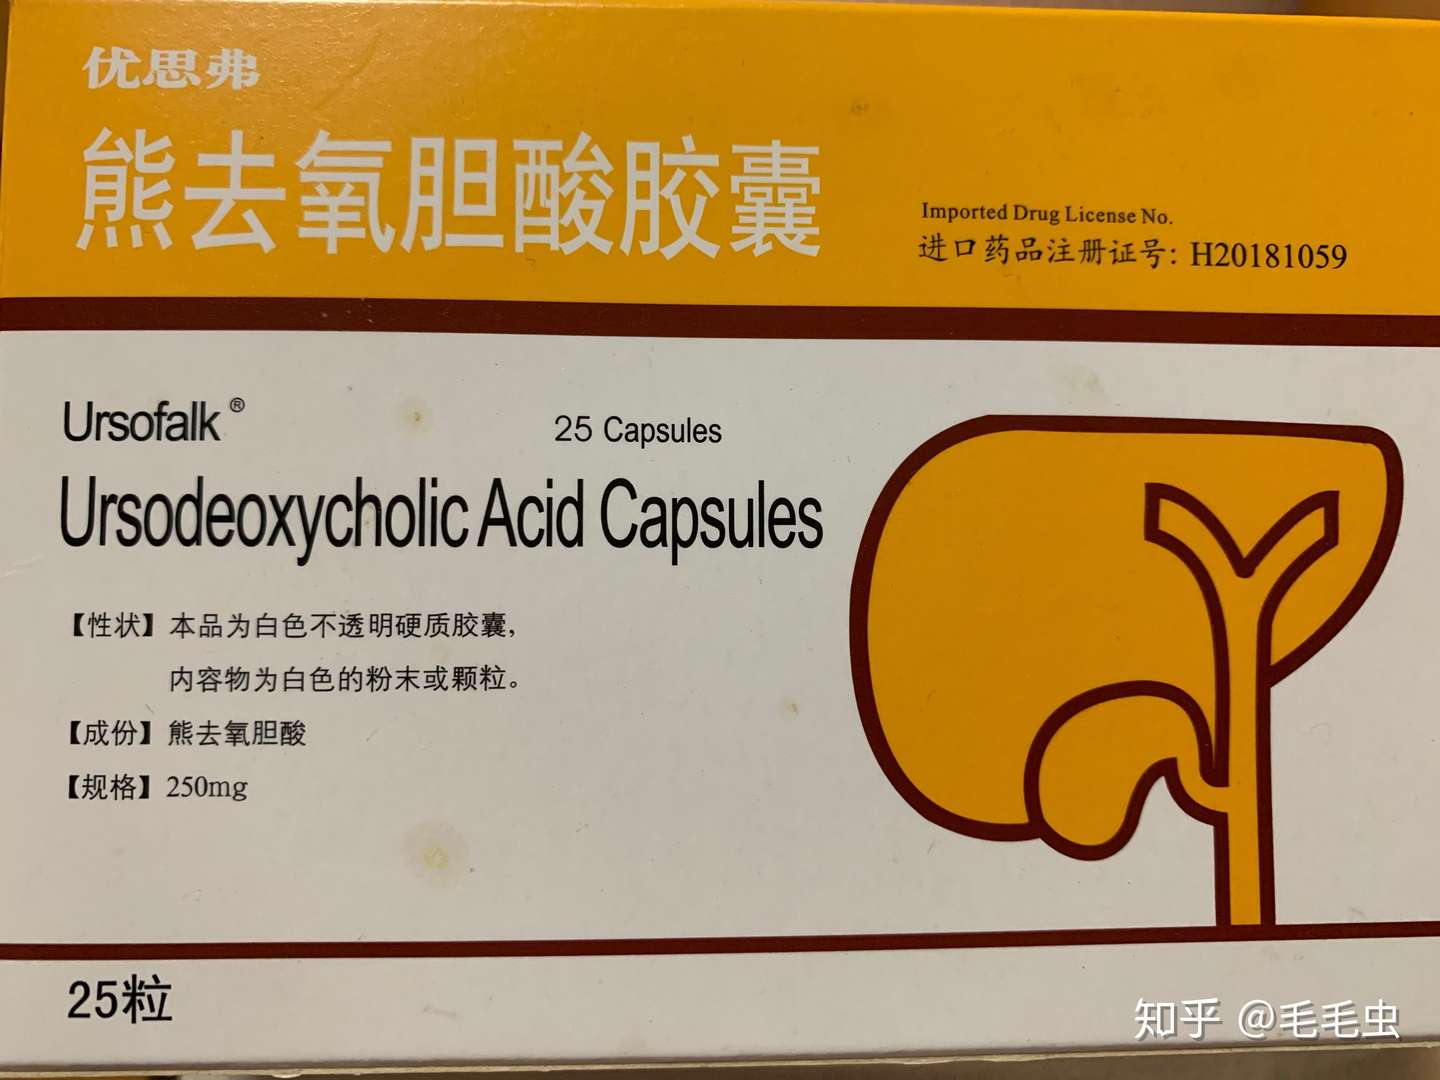 优思弗
熊去氧胆酸胶囊
Imported Drug License No.
进口药品注册证号: H20181059
Ursofalk®
25 Capsules
Ursodeoxycholic Acid Capsules
【性状】本品为白色不透明硬质胶囊,
内容物为白色的粉末或颗粒。
【成份】熊去氧胆酸
【规格】250mg
25粒
知乎 @毛毛虫